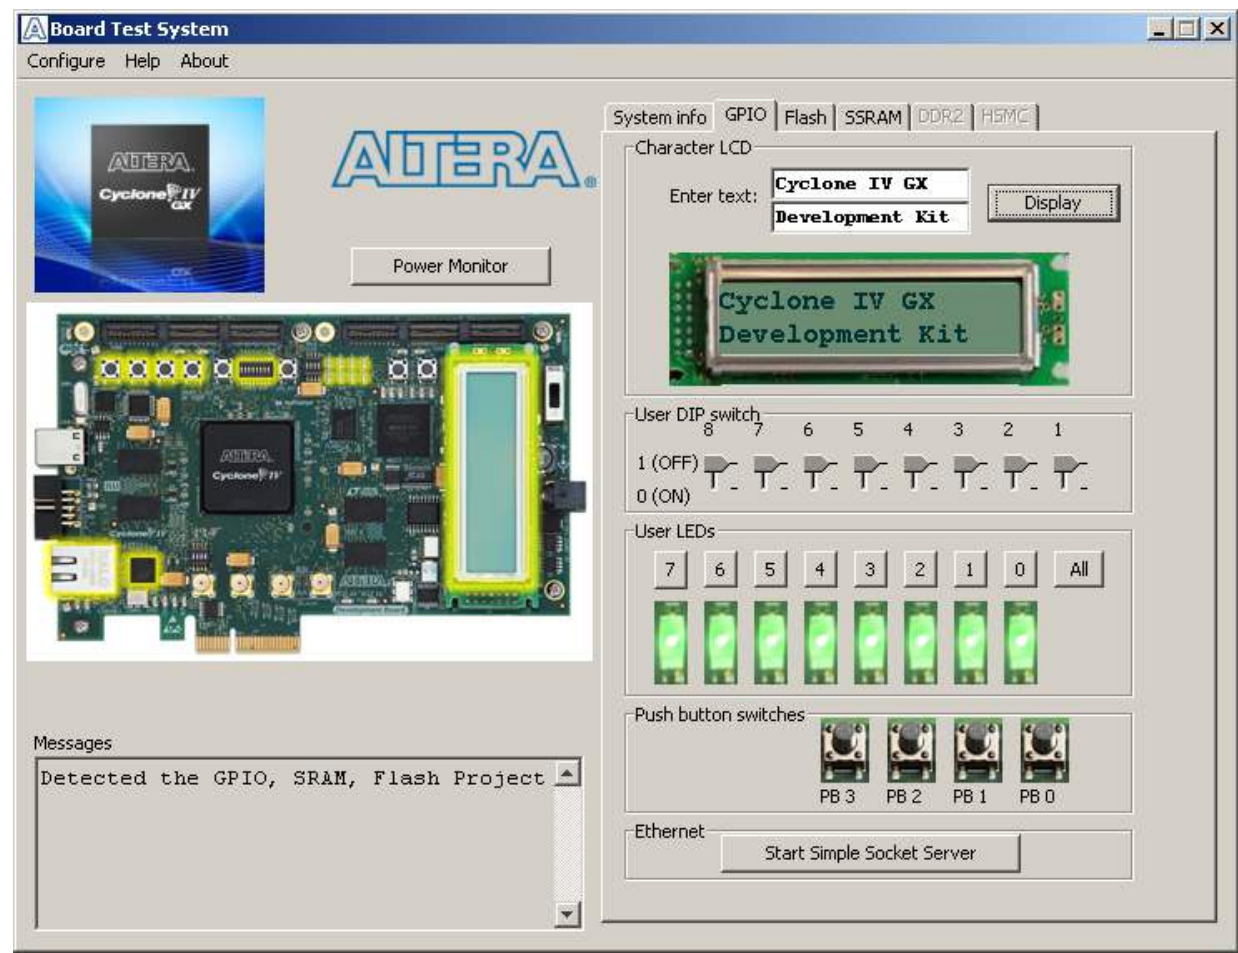 Board Test System
Configure Help About
ALTERA
Cyclone IV
GX
ALTERA
Power Monitor
ALTERA
Cyclone IV
ALTERA
Development Board
Messages
Detected the GPIO, SRAM, Flash Project
System info GPIO Flash SSRAM DDR2 HSMC
Character LCD
Enter text:
Cyclone IV GX
Development Kit
Display
Cyclone IV GX
Development Kit
User DIP switch
8 7 6 5 4 3 2 1
1 (OFF)
0 (ON)
User LEDs
7 6 5 4 3 2 1 0 All
Push button switches
PB 3 PB 2 PB 1 PB 0
Ethernet
Start Simple Socket Server